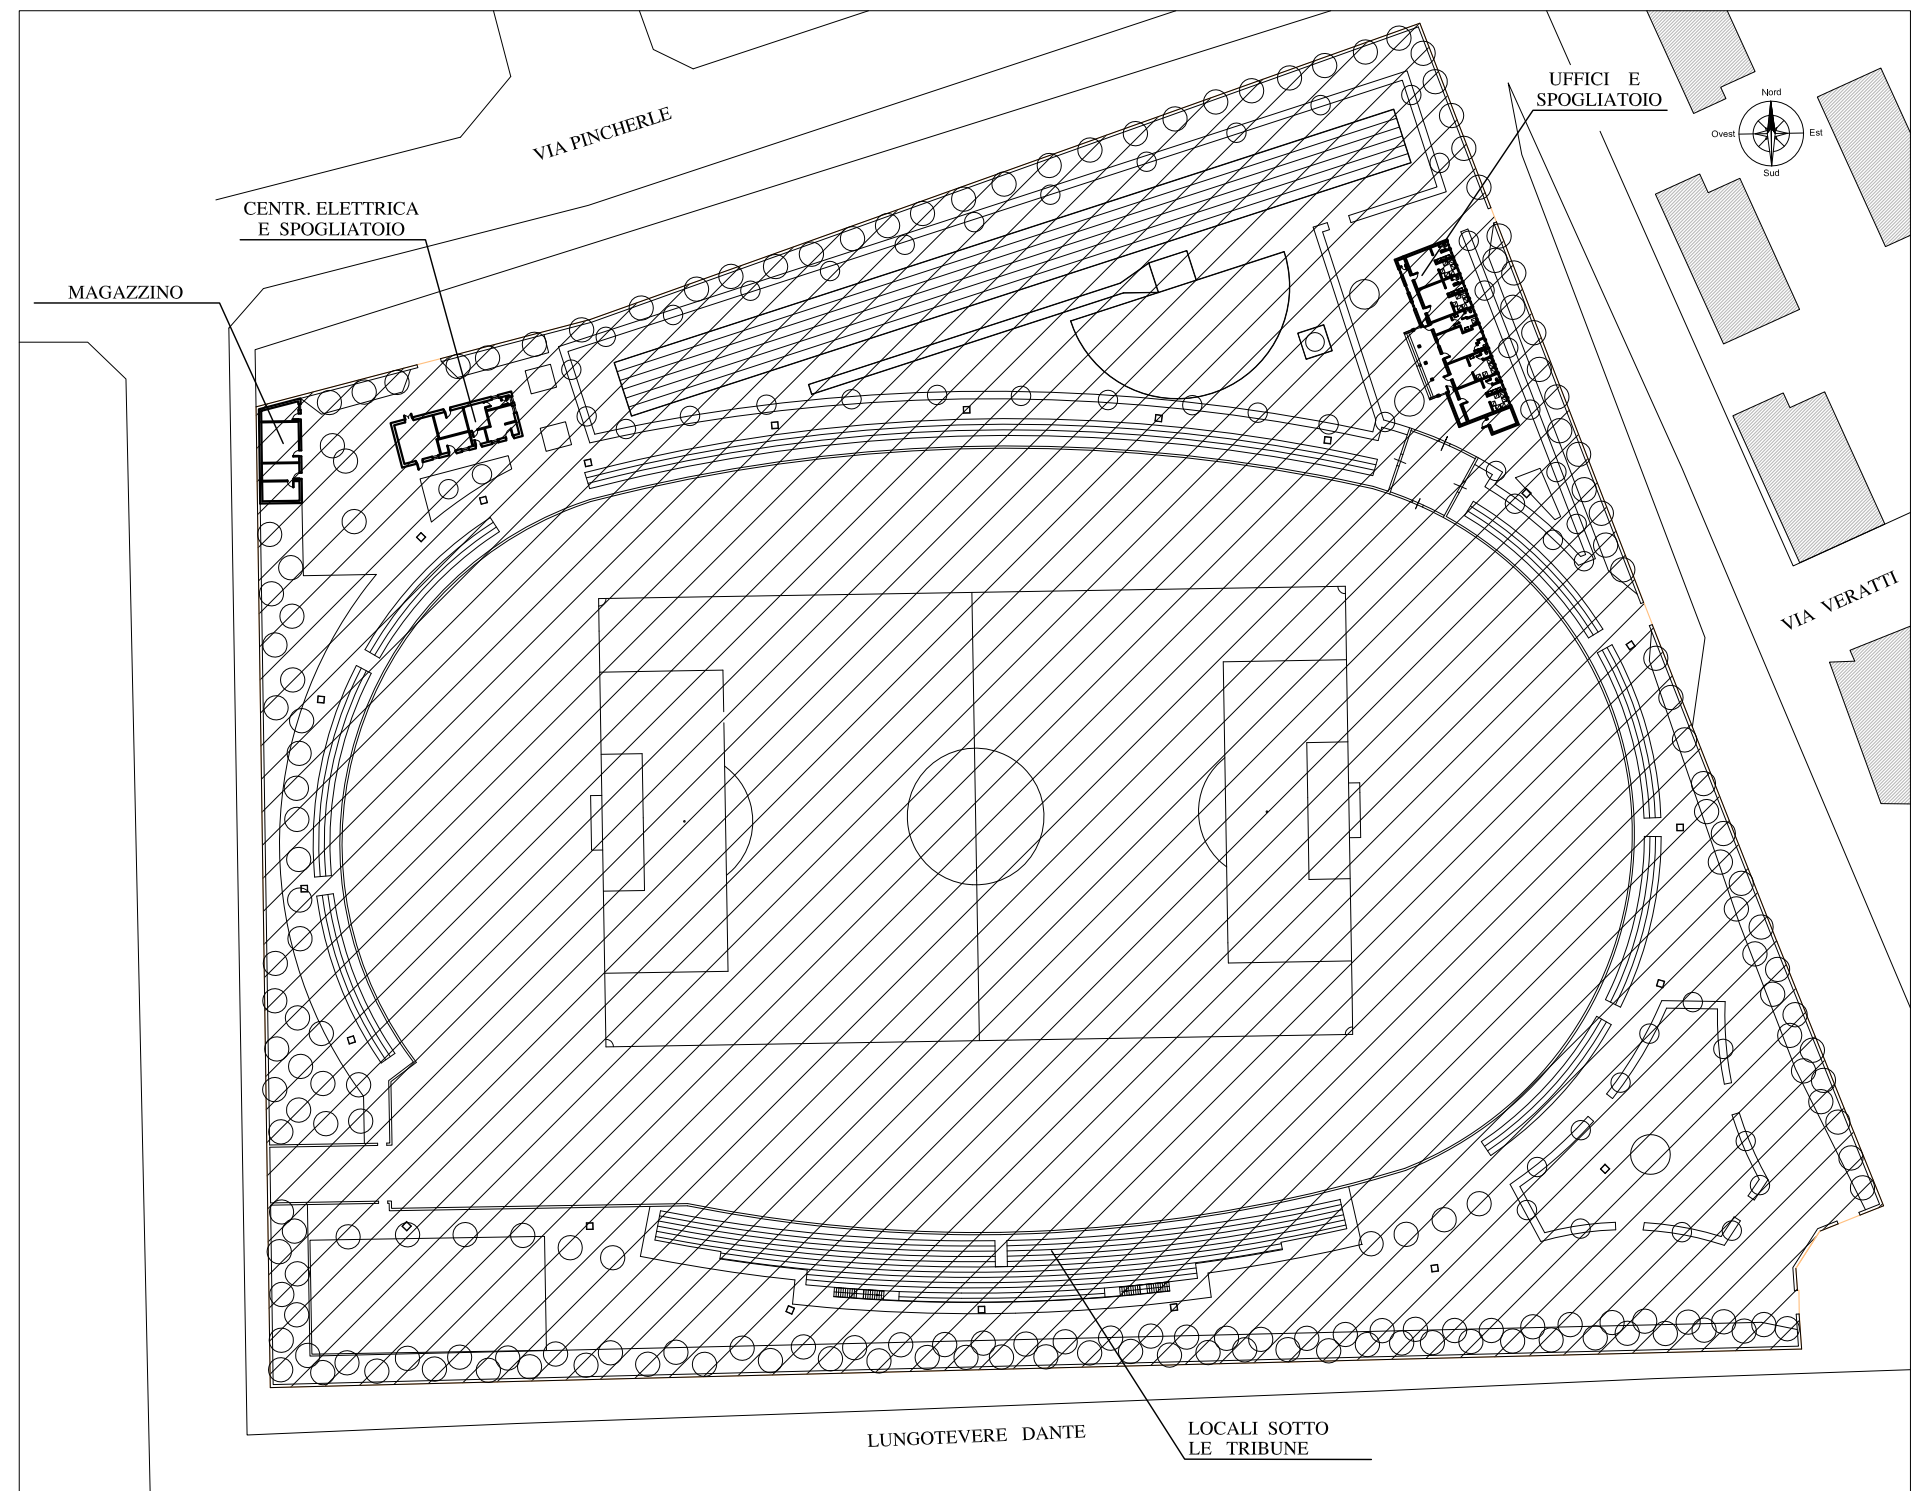 UFFICI E
SPOGLIATOIO
Nord
Ovest
Est
Sud
VIA PINCHERLE
CENTR. ELETTRICA
E SPOGLIATOIO
MAGAZZINO
VIA VERATTI
LOCALI SOTTO
LE TRIBUNE
LUNGOTEVERE DANTE